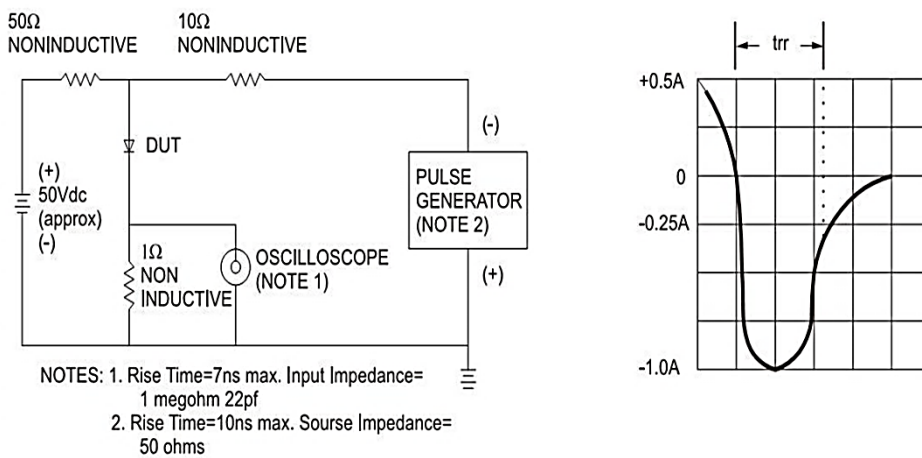 50Ω
NONINDUCTIVE
10Ω
NONINDUCTIVE
DUT
(+)
50Vdc
(approx)
(-)
1Ω
NON
INDUCTIVE
OSCILLOSCOPE
(NOTE 1)
(-)
PULSE
GENERATOR
(NOTE 2)
(+)
NOTES: 1. Rise Time=7ns max. Input Impedance=
1 megohm 22pf
2. Rise Time=10ns max. Sourse Impedance=
50 ohms
trr
+0.5A
0
-0.25A
-1.0A